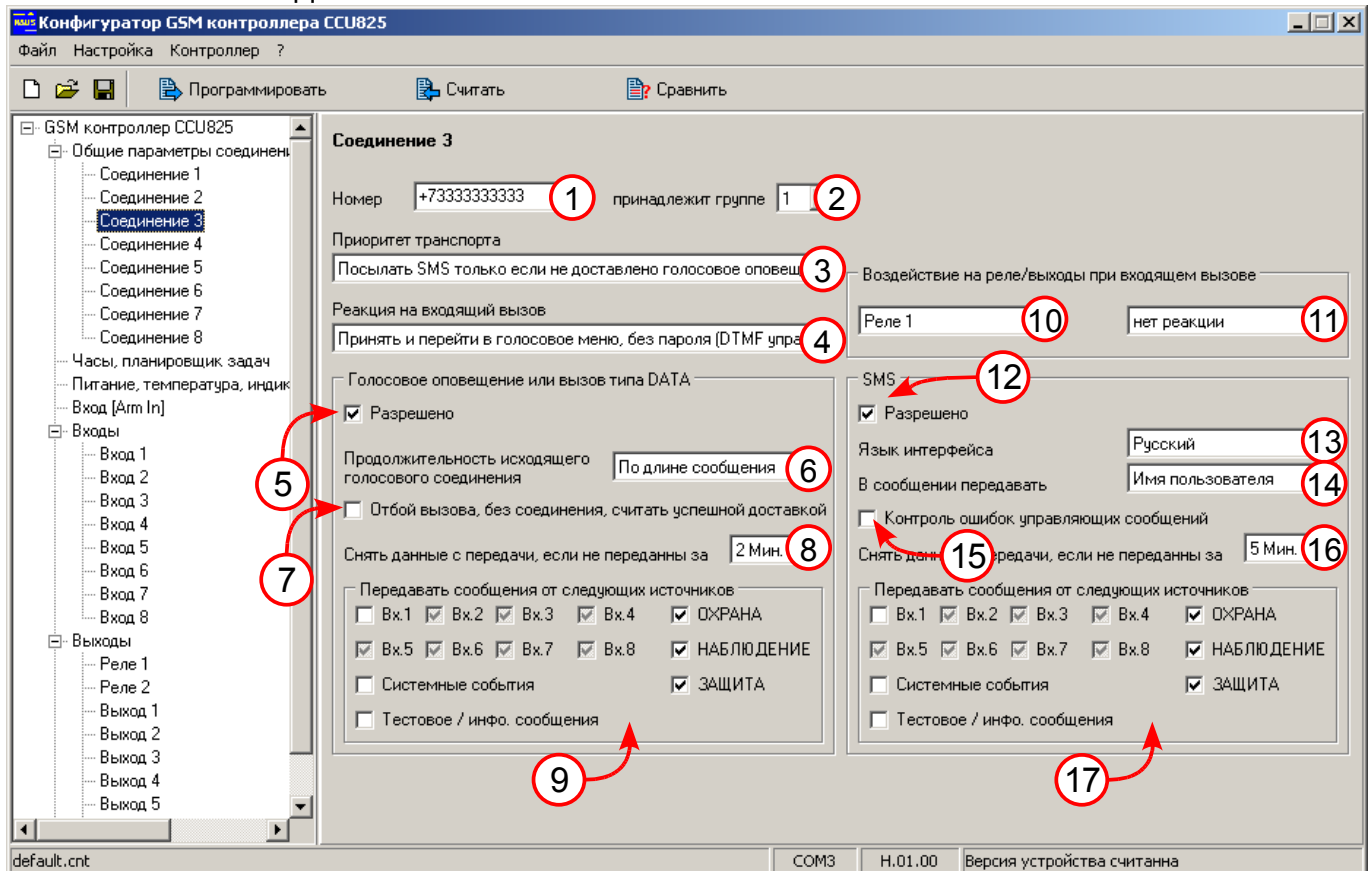 Конфигуратор GSM контроллера CCU825
Файл Настройка Контроллер ?
Программировать Считать Сравнить
GSM контроллер CCU825
Общие параметры соединени
Соединение 1
Соединение 2
Соединение 3
Соединение 4
Соединение 5
Соединение 6
Соединение 7
Соединение 8
Часы, планировщик задач
Питание, температура, индик
Вход [Arm In]
Входы
Вход 1
Вход 2
Вход 3
Вход 4
Вход 5
Вход 6
Вход 7
Вход 8
Выходы
Реле 1
Реле 2
Выход 1
Выход 2
Выход 3
Выход 4
Выход 5
Соединение 3
Номер +73333333333 1 принадлежит группе 1 2
Приоритет транспорта
Посылать SMS только если не доставлено голосовое опове 3
Реакция на входящий вызов
Принять и перейти в голосовое меню, без пароля (DTMF упра 4
Воздействие на реле/выходы при входящем вызове
Реле 1 10 нет реакции 11
Голосовое оповещение или вызов типа DATA
5 Разрешено
Продолжительность исходящего
голосового соединения По длине сообщения 6
7 Отбой вызова, без соединения, считать успешной доставкой
Снять данные с передачи, если не переданны за 2 Мин. 8
Передавать сообщения от следующих источников
Вх.1 Вх.2 Вх.3 Вх.4 ОХРАНА
Вх.5 Вх.6 Вх.7 Вх.8 НАБЛЮДЕНИЕ
Системные события ЗАЩИТА
Тестовое / инфо. сообщения
9
SMS 12
Разрешено
Язык интерфейса Русский 13
В сообщении передавать Имя пользователя 14
Контроль ошибок управляющих сообщений
15
Снять редачи, если не переданны за 5 Мин. 16
Передавать сообщения от следующих источников
Вх.1 Вх.2 Вх.3 Вх.4 ОХРАНА
Вх.5 Вх.6 Вх.7 Вх.8 НАБЛЮДЕНИЕ
Системные события ЗАЩИТА
Тестовое / инфо. сообщения
17
default.cnt COM3 H.01.00 Версия устройства считанна